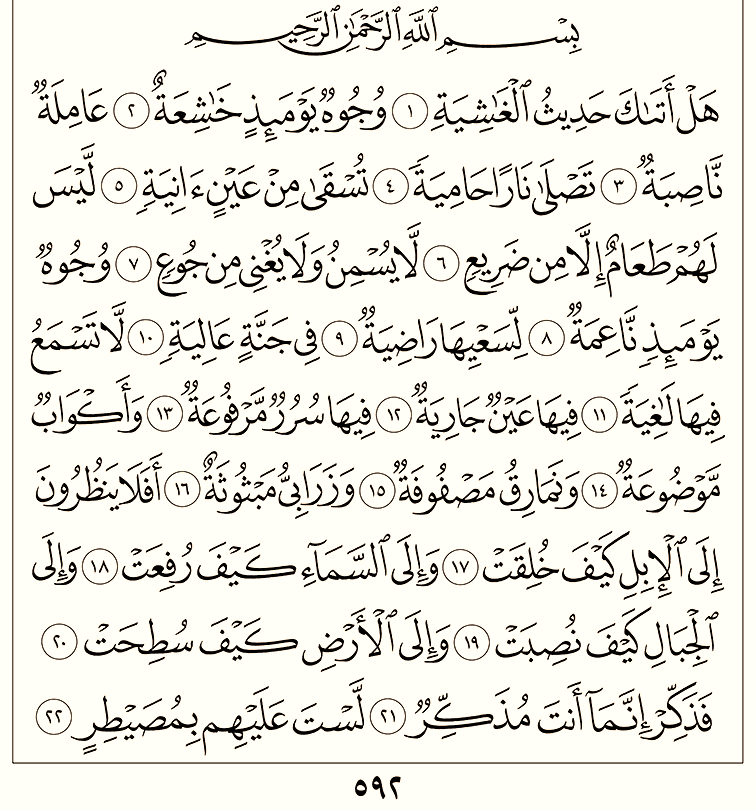 بِسْمِ ٱللَّهِ ٱلرَّحْمَٰنِ ٱلرَّحِيمِ
هَلْ أَتَىٰكَ حَدِيثُ ٱلْغَٰشِيَةِ ١ وُجُوهٌ يَوْمَئِذٍ خَٰشِعَةٌ ٢ عَامِلَةٌ
نَّاصِبَةٌ ٣ تَصْلَىٰ نَارًا حَامِيَةً ٤ تُسْقَىٰ مِنْ عَيْنٍ ءَانِيَةٍ ٥ لَّيْسَ
لَهُمْ طَعَامٌ إِلَّا مِن ضَرِيعٍ ٦ لَّا يُسْمِنُ وَلَا يُغْنِى مِن جُوعٍ ٧ وُجُوهٌ
يَوْمَئِذٍ نَّاعِمَةٌ ٨ لِّسَعْيِهَا رَاضِيَةٌ ٩ فِى جَنَّةٍ عَالِيَةٍ ١٠ لَّا تَسْمَعُ
فِيهَا لَٰغِيَةً ١١ فِيهَا عَيْنٌ جَارِيَةٌ ١٢ فِيهَا سُرُرٌ مَّرْفُوعَةٌ ١٣ وَأَكْوَابٌ
مَّوْضُوعَةٌ ١٤ وَنَمَارِقُ مَصْفُوفَةٌ ١٥ وَزَرَابِىُّ مَبْثُوثَةٌ ١٦ أَفَلَا يَنظُرُونَ
إِلَى ٱلْإِبِلِ كَيْفَ خُلِقَتْ ١٧ وَإِلَى ٱلسَّمَآءِ كَيْفَ رُفِعَتْ ١٨ وَإِلَى
ٱلْجِبَالِ كَيْفَ نُصِبَتْ ١٩ وَإِلَى ٱلْأَرْضِ كَيْفَ سُطِحَتْ ٢٠
فَذَكِّرْ إِنَّمَآ أَنتَ مُذَكِّرٌ ٢١ لَّسْتَ عَلَيْهِم بِمُصَيْطِرٍ ٢٢
٥٩٢